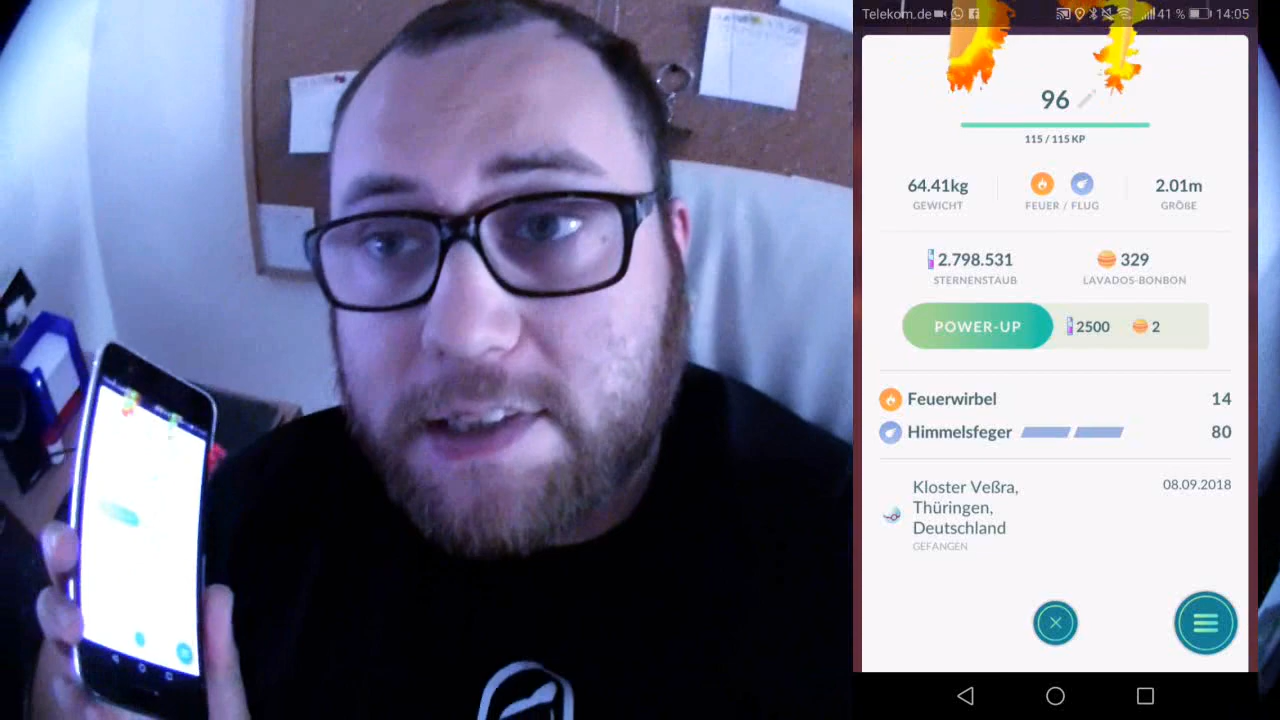 Telekom.de 41 % 14:05
96
115 / 115 KP
64.41kg
GEWICHT
FEUER / FLUG
2.01m
GRÖßE
2.798.531
STERNENSTAUB
329
LAVADOS-BONBON
POWER-UP 2500 2
Feuerwirbel 14
Himmelsfeger 80
Kloster Veßra, 08.09.2018
Thüringen,
Deutschland
GEFANGEN